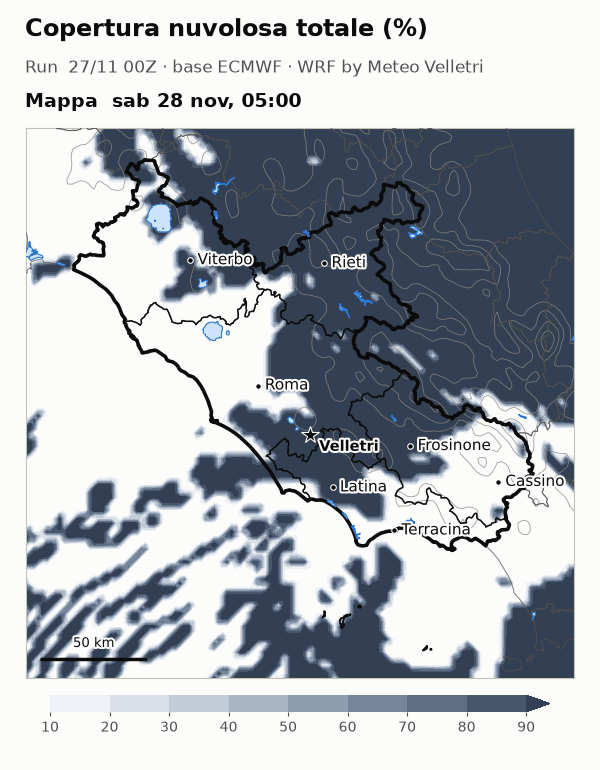 Copertura nuvolosa totale (%)
Run  27/11 00Z · base ECMWF · WRF by Meteo Velletri
Mappa  sab 28 nov, 05:00
Viterbo
Rieti
Roma
Velletri
Frosinone
Cassino
Latina
Terracina
50 km
10 20 30 40 50 60 70 80 90